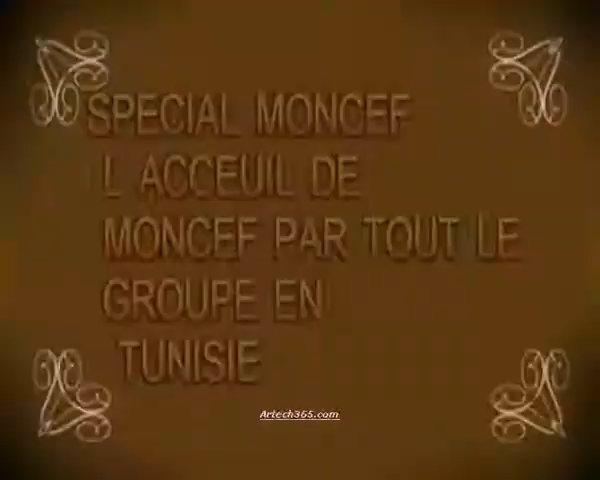 SPECIAL MONCEF
L ACCEUIL DE
MONCEF PAR TOUT LE
GROUPE EN
TUNISIE
Artech365.com